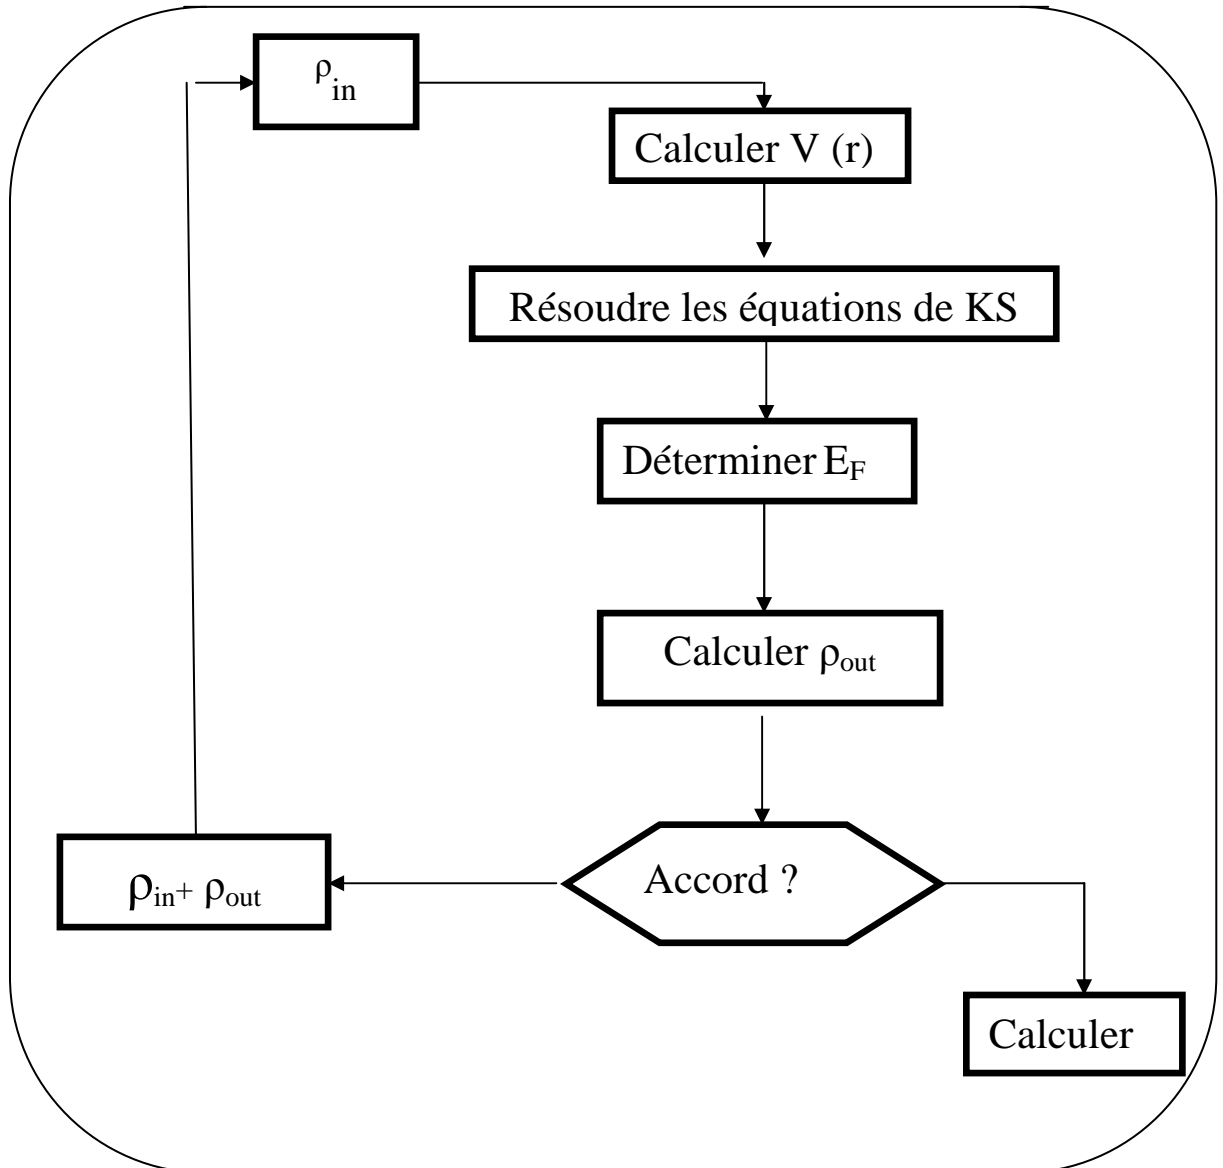 ρin
Calculer V (r)
Résoudre les équations de KS
Déterminer EF
Calculer ρout
Accord ?
ρin+ ρout
Calculer